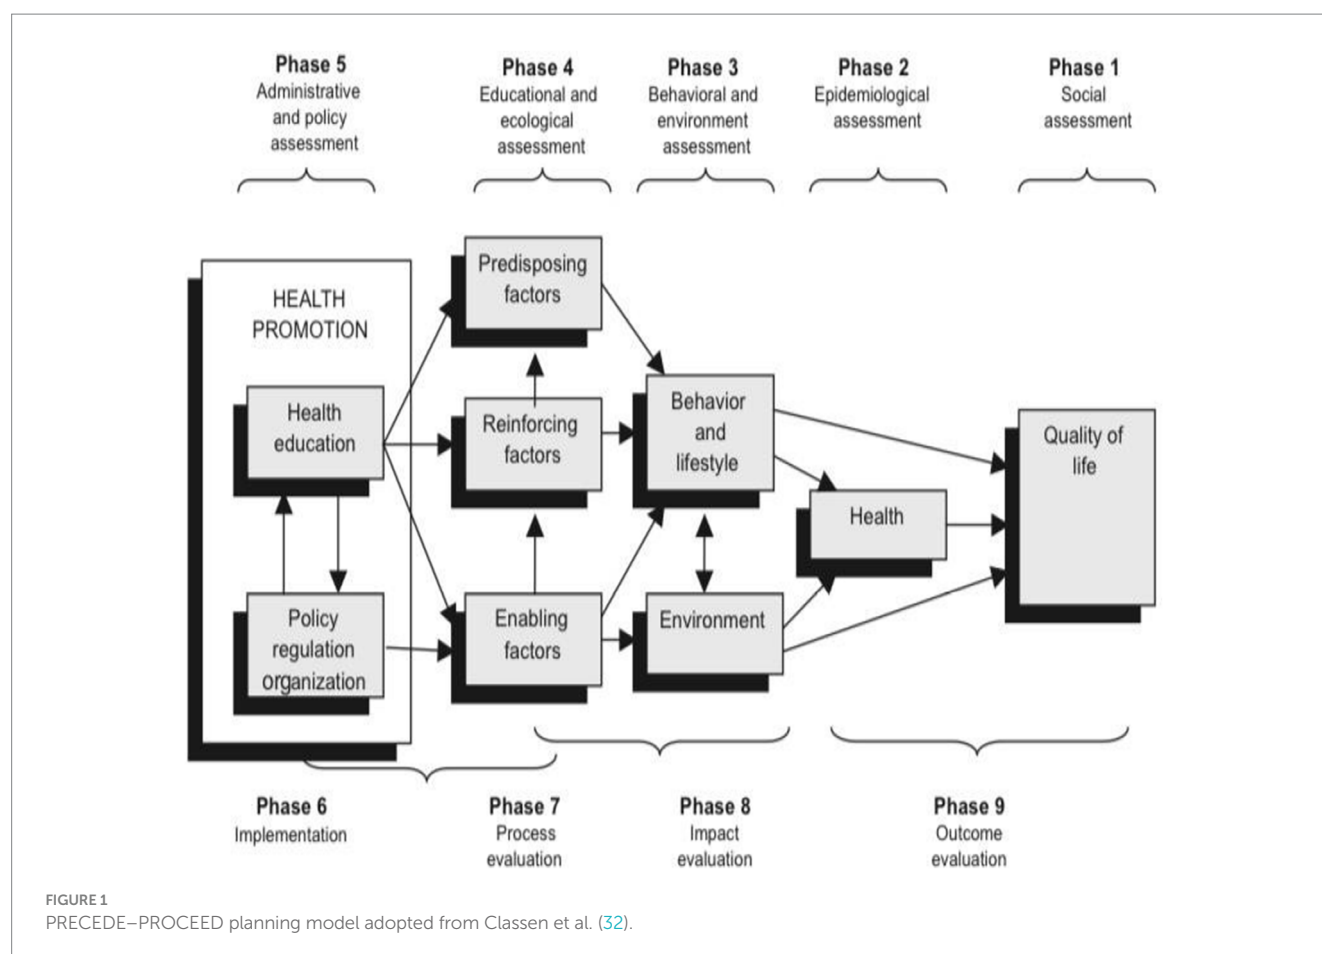 Phase 5
Administrative
and policy
assessment
Phase 4
Educational and
ecological
assessment
Phase 3
Behavioral and
environment
assessment
Phase 2
Epidemiological
assessment
Phase 1
Social
assessment
HEALTH
PROMOTION
Health
education
Policy
regulation
organization
Predisposing
factors
Reinforcing
factors
Enabling
factors
Behavior
and
lifestyle
Environment
Health
Quality of
life
Phase 6
Implementation
Phase 7
Process
evaluation
Phase 8
Impact
evaluation
Phase 9
Outcome
evaluation
FIGURE 1
PRECEDE–PROCEED planning model adopted from Classen et al. (32).